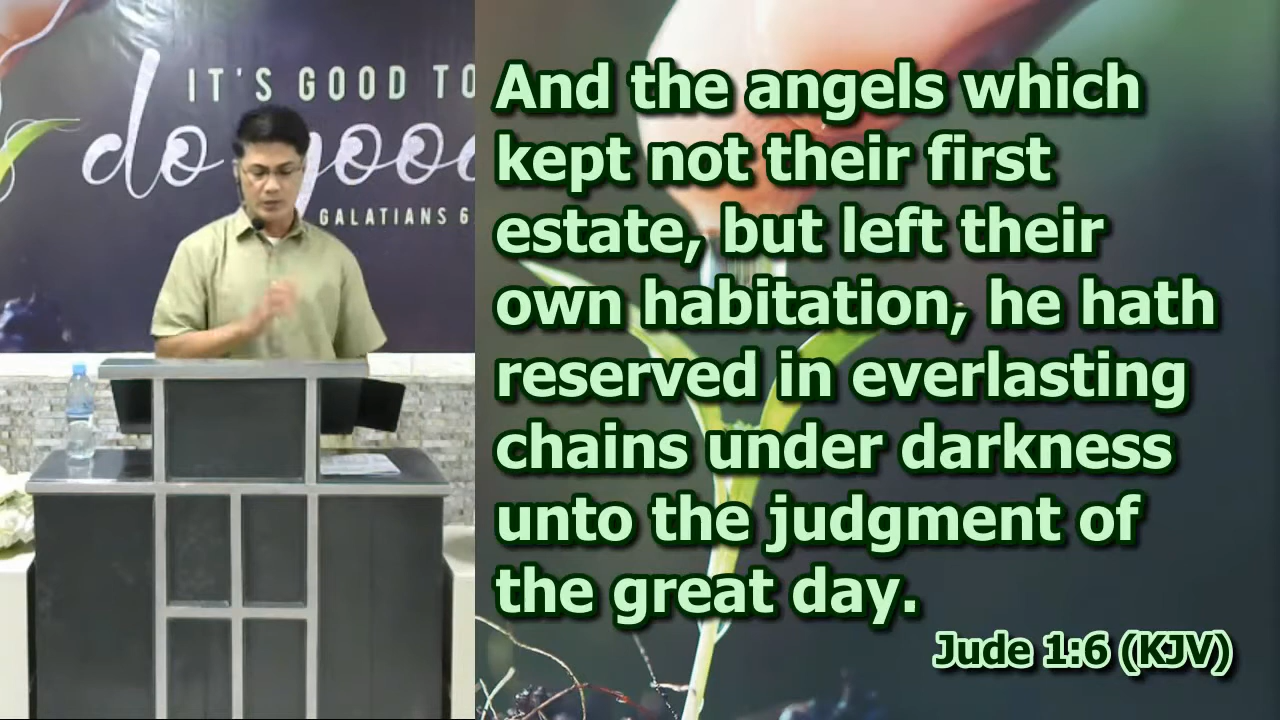 IT'S GOOD TO
do good
GALATIANS 6
And the angels which
kept not their first
estate, but left their
own habitation, he hath
reserved in everlasting
chains under darkness
unto the judgment of
the great day.
Jude 1:6 (KJV)